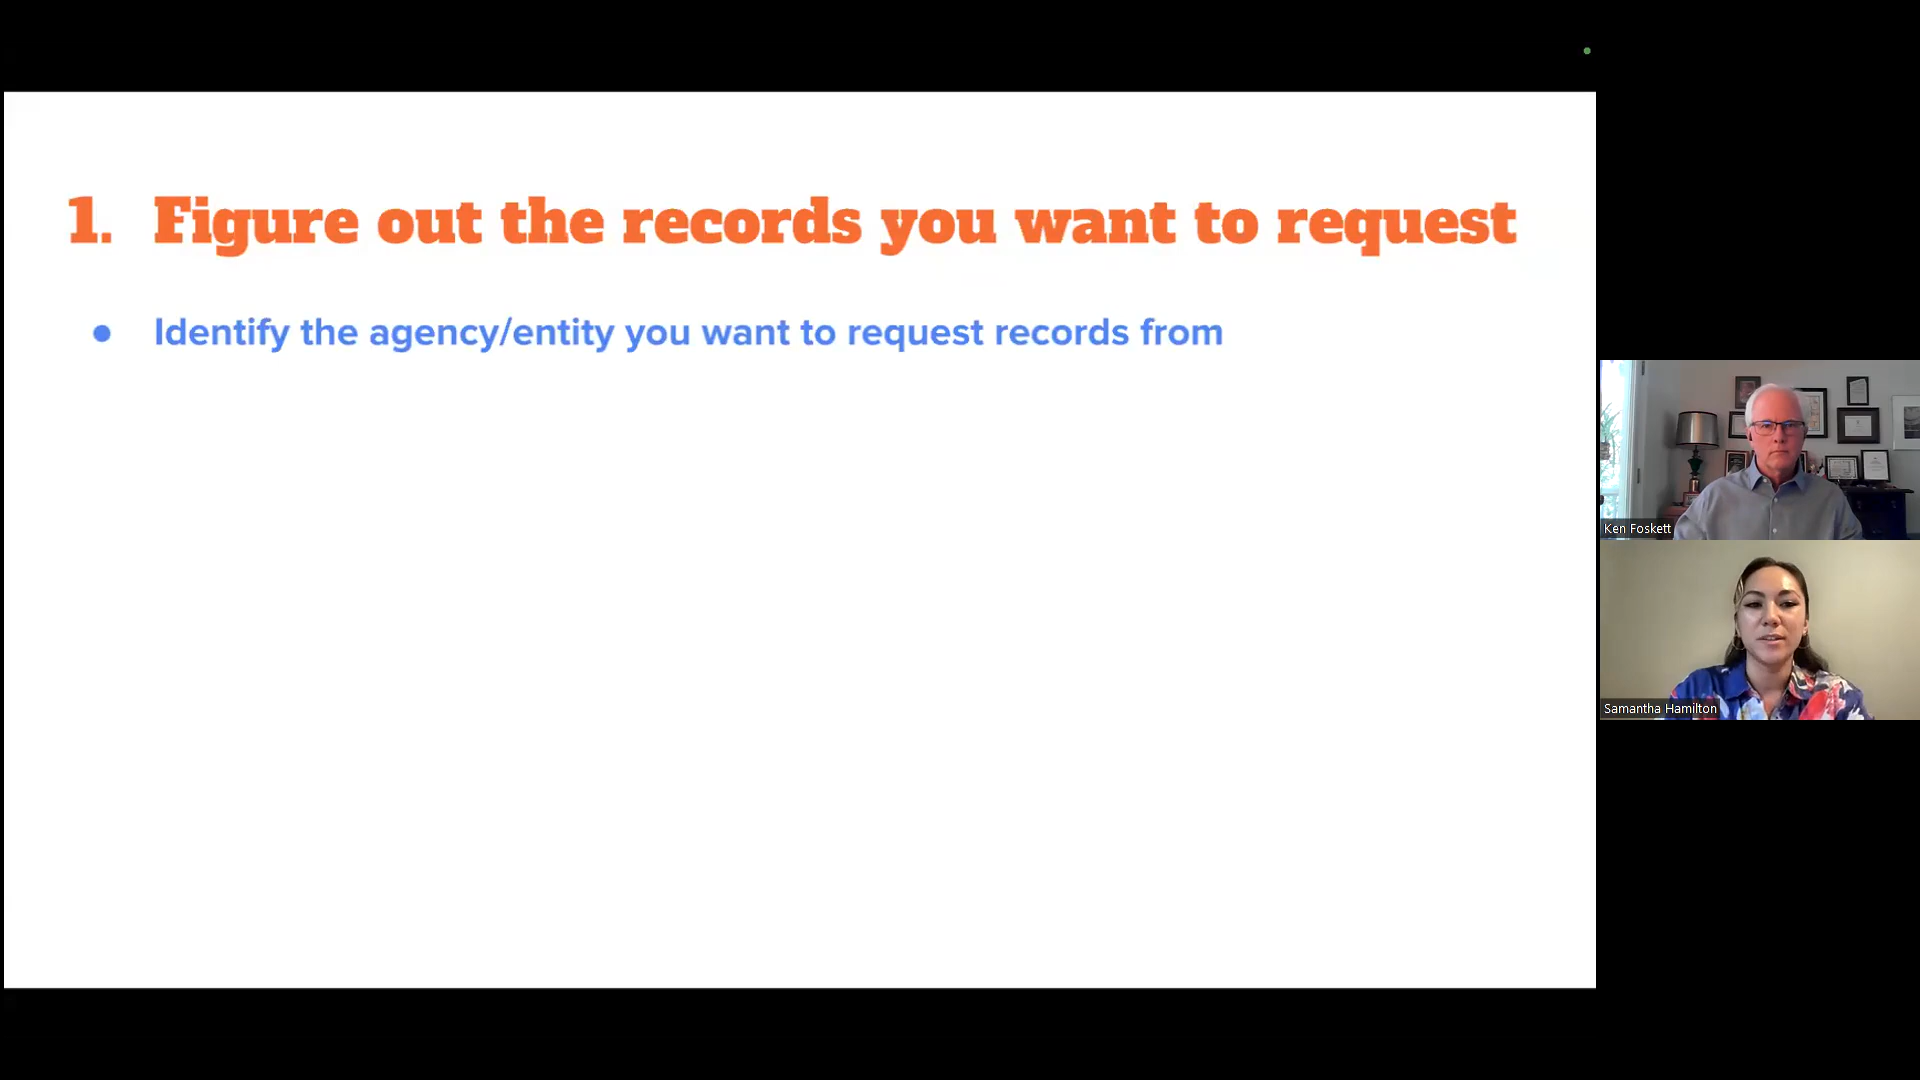 1. Figure out the records you want to request
● Identify the agency/entity you want to request records from
Ken Foskett
Samantha Hamilton